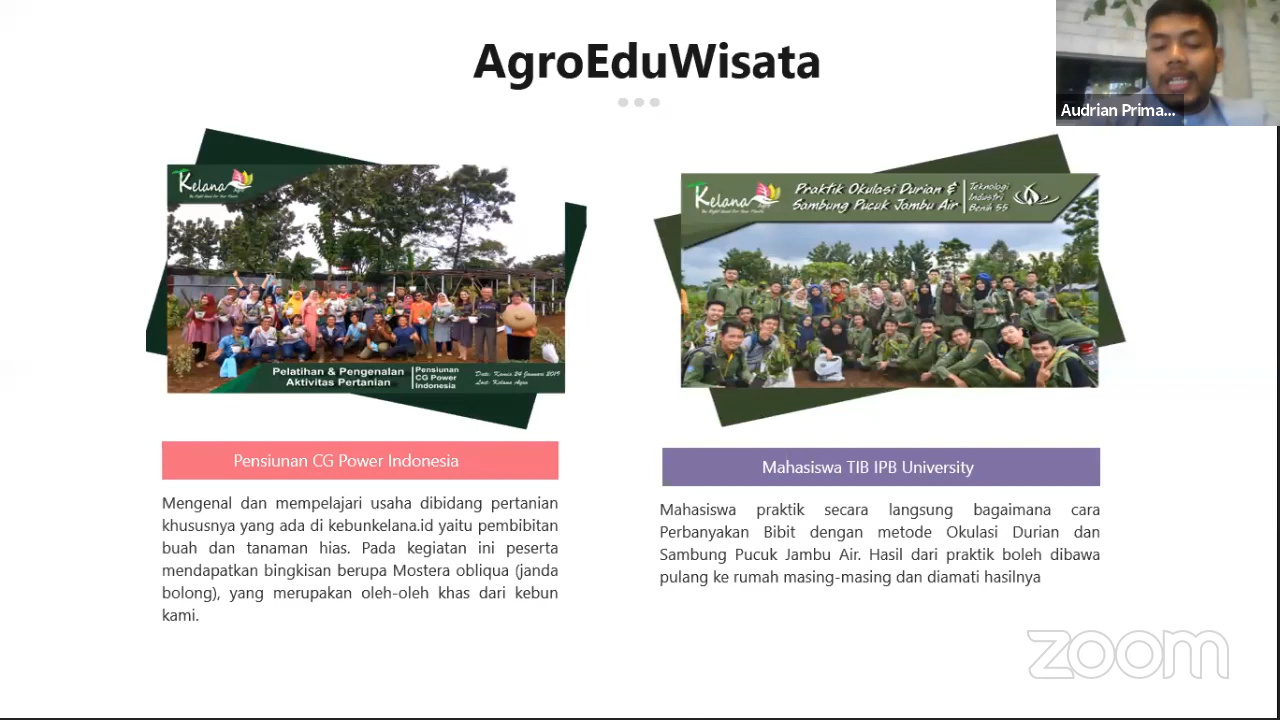 AgroEduWisata
Audrian Prima...
Kelana
Agro
Pelatihan & Pengenalan
Aktivitas Pertanian
Pensiunan
CG Power
Indonesia
Date: Kamis 24 Januari 2019
Loct: Kelana Agro
Kelana
Agro
Praktik Okulasi Durian &
Sambung Pucuk Jambu Air
Teknologi
Industri
Benih 55
Pensiunan CG Power Indonesia
Mengenal dan mempelajari usaha dibidang pertanian
khususnya yang ada di kebunkelana.id yaitu pembibitan
buah dan tanaman hias. Pada kegiatan ini peserta
mendapatkan bingkisan berupa Mostera obliqua (janda
bolong), yang merupakan oleh-oleh khas dari kebun
kami.
Mahasiswa TIB IPB University
Mahasiswa praktik secara langsung bagaimana cara
Perbanyakan Bibit dengan metode Okulasi Durian dan
Sambung Pucuk Jambu Air. Hasil dari praktik boleh dibawa
pulang ke rumah masing-masing dan diamati hasilnya
zoom